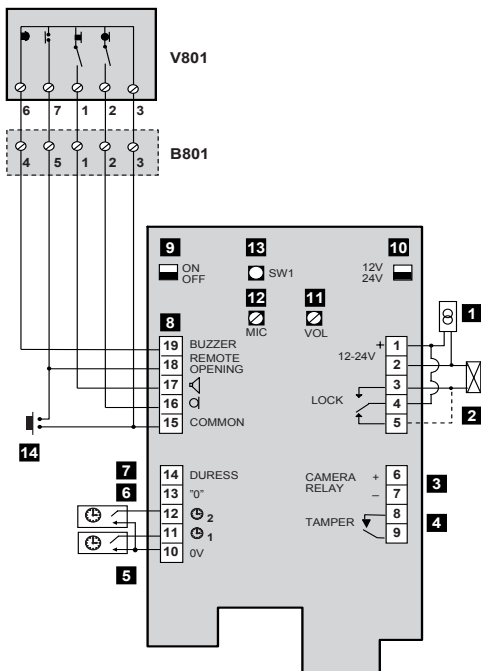 V801
6 7 1 2 3
B801
4 5 1 2 3
9 13 10
ON
OFF
SW1
12V
24V
12 11
MIC VOL
1
8
19 BUZZER
18 REMOTE
OPENING
17
16
15 COMMON
14
+ 1
12-24V
2
3
LOCK 4
5
2
7
6
14 DURESS
13 "0"
12 2
11 1
10 0V
5
CAMERA + 6
RELAY – 7
3
TAMPER 8
9
4